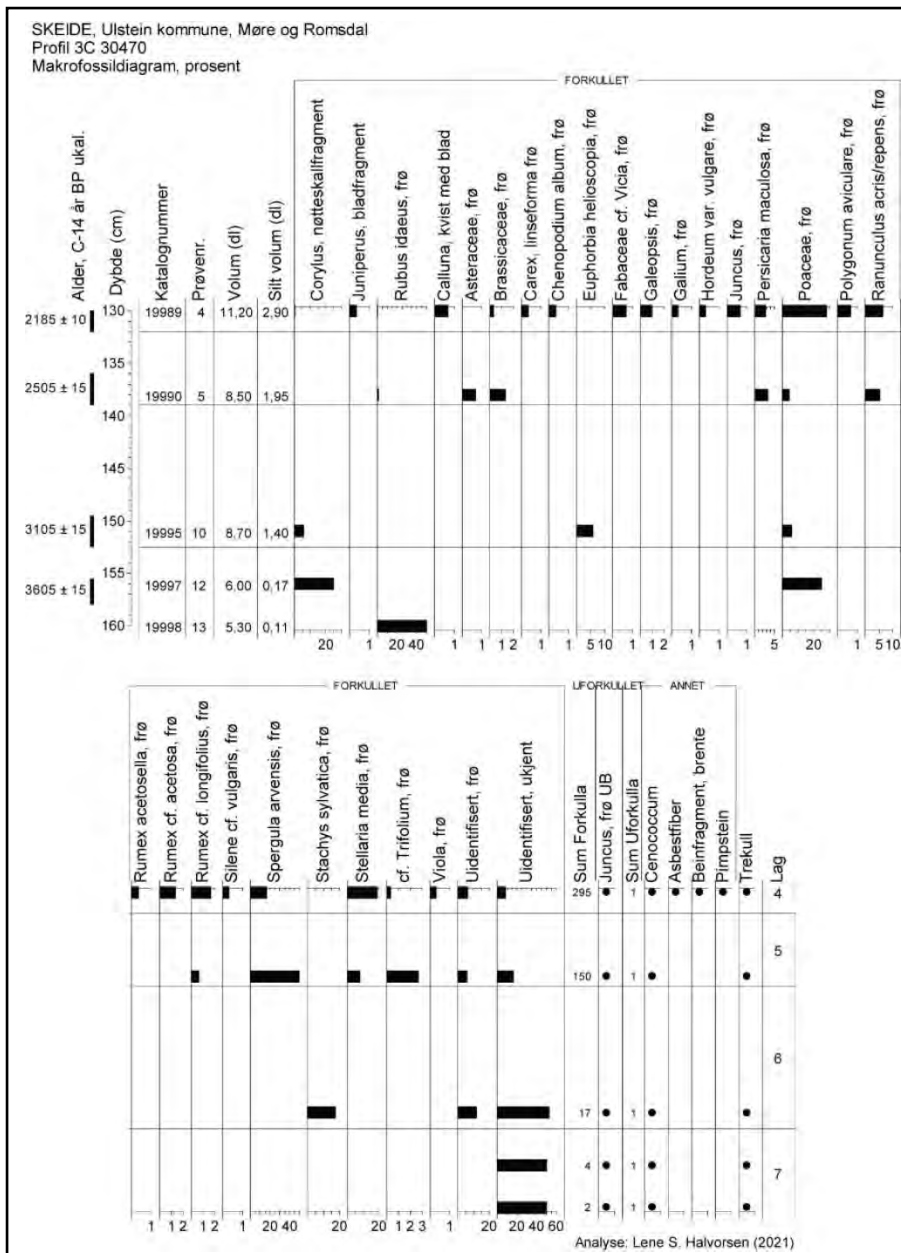 SKEIDE, Ulstein kommune, Møre og Romsdal
Profil 3C 30470
Makrofossildiagram, prosent
FORKULLET
Alder, C-14 år BP ukal.
Dybde (cm)
Katalognummer
Prøvenr.
Volum (dl)
Silt volum (dl)
Corylus, nøtteskallfragment
Juniperus, bladfragment
Rubus idaeus, frø
Calluna, kvist med blad
Asteraceae, frø
Brassicaceae, frø
Carex, linseforma frø
Chenopodium album, frø
Euphorbia helioscopia, frø
Fabaceae cf. Vicia, frø
Galeopsis, frø
Galium, frø
Hordeum var. vulgare, frø
Juncus, frø
Persicaria maculosa, frø
Poaceae, frø
Polygonum aviculare, frø
Ranunculus acris/repens, frø
2185 ± 10 130 19989 4 11,20 2,90
135
2505 ± 15 19990 5 8,50 1,95
140
145
3105 ± 15 150 19995 10 8,70 1,40
155
3605 ± 15 19997 12 6,00 0,17
160 19998 13 5.30 0,11
20 1 20 40 1 1 1 2 1 1 5 10 1 1 2 1 1 1 5 20 1 5 10
FORKULLET UFORKULLET ANNET
Rumex acetosella, frø
Rumex cf. acetosa, frø
Rumex cf. longifolius, frø
Silene cf. vulgaris, frø
Spergula arvensis, frø
Stachys sylvatica, frø
Stellaria media, frø
cf. Trifolium, frø
Viola, frø
Uidentifisert, frø
Uidentifisert, ukjent
Sum Forkulla
Juncus, frø UB
Sum Uforkulla
Cenococcum
Asbestfiber
Beinfragment, brente
Pimpstein
Trekull
Lag
295 1 4
5
150 1
6
17 1
4 1
7
2 1
1 1 2 1 2 1 20 40 20 20 1 2 3 1 20 20 40 60
Analyse: Lene S. Halvorsen (2021)